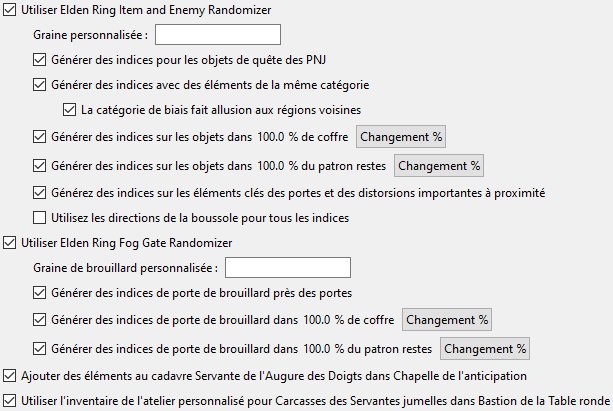 Utiliser Elden Ring Item and Enemy Randomizer
Graine personnalisée :
Générer des indices pour les objets de quête des PNJ
Générer des indices avec des éléments de la même catégorie
La catégorie de biais fait allusion aux régions voisines
Générer des indices sur les objets dans 100.0 % de coffre Changement %
Générer des indices sur les objets dans 100.0 % du patron restes Changement %
Générez des indices sur les éléments clés des portes et des distorsions importantes à proximité
Utilisez les directions de la boussole pour tous les indices
Utiliser Elden Ring Fog Gate Randomizer
Graine de brouillard personnalisée :
Générer des indices de porte de brouillard près des portes
Générer des indices de porte de brouillard dans 100.0 % de coffre Changement %
Générer des indices de porte de brouillard dans 100.0 % du patron restes Changement %
Ajouter des éléments au cadavre Servante de l'Augure des Doigts dans Chapelle de l'anticipation
Utiliser l'inventaire de l'atelier personnalisé pour Carcasses des Servantes jumelles dans Bastion de la Table ronde